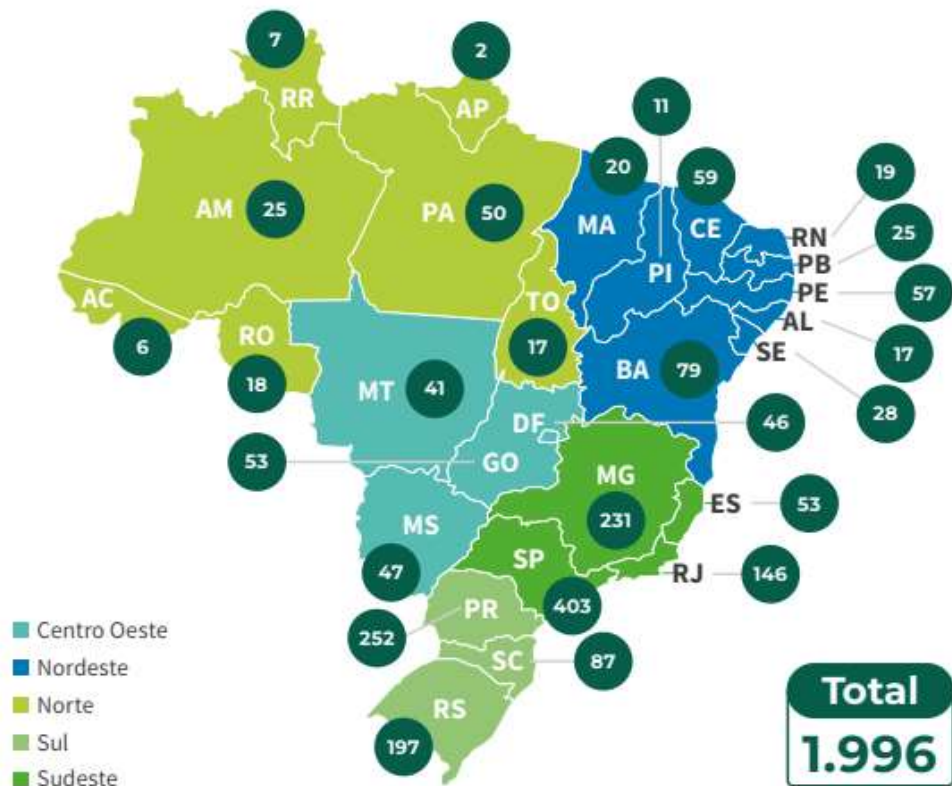 7
2
RR
AP
11
20
59
19
AM 25
PA 50
MA
CE
RN
25
PB
PI
PE
57
AC
TO
AL
6
RO
17
SE
17
18
MT 41
BA 79
28
DF
46
53
GO
MG
ES
53
MS
231
47
SP
RJ
146
403
PR
252
SC
87
RS
197
Centro Oeste
Nordeste
Norte
Sul
Sudeste
Total
1.996